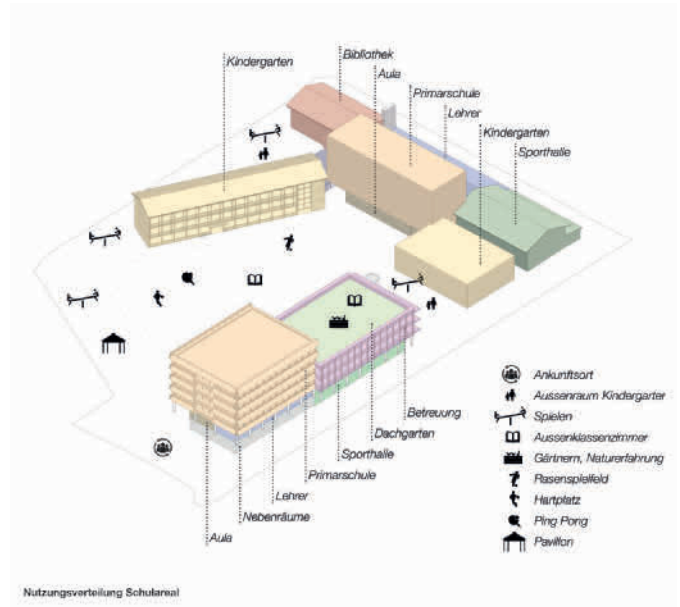 Kindergarten
Bibliothek
Aula
Primarschule
Lehrer
Kindergarten
Sporthalle
Ankunftsort
Aussenraum Kindergarten
Spielen
Aussenklassenzimmer
Gärtnern, Naturerfahrung
Rasenspielfeld
Hartplatz
Ping Pong
Pavillon
Betreuung
Dachgarten
Sporthalle
Primarschule
Lehrer
Nebenräume
Aula
Nutzungsverteilung Schulareal